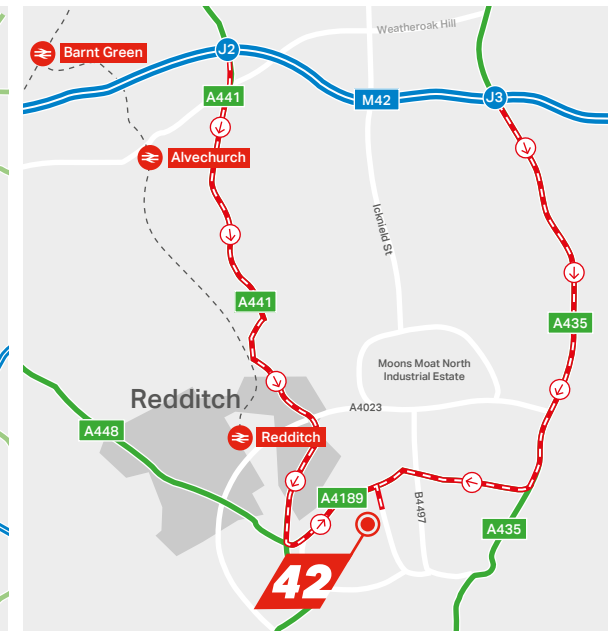 Weatheroak Hill
J2
Barnt Green
A441
M42
J3
Alvechurch
Icknield St
A441
A435
Moons Moat North
Industrial Estate
Redditch
A4023
A448
Redditch
A4189
B4497
A435
42